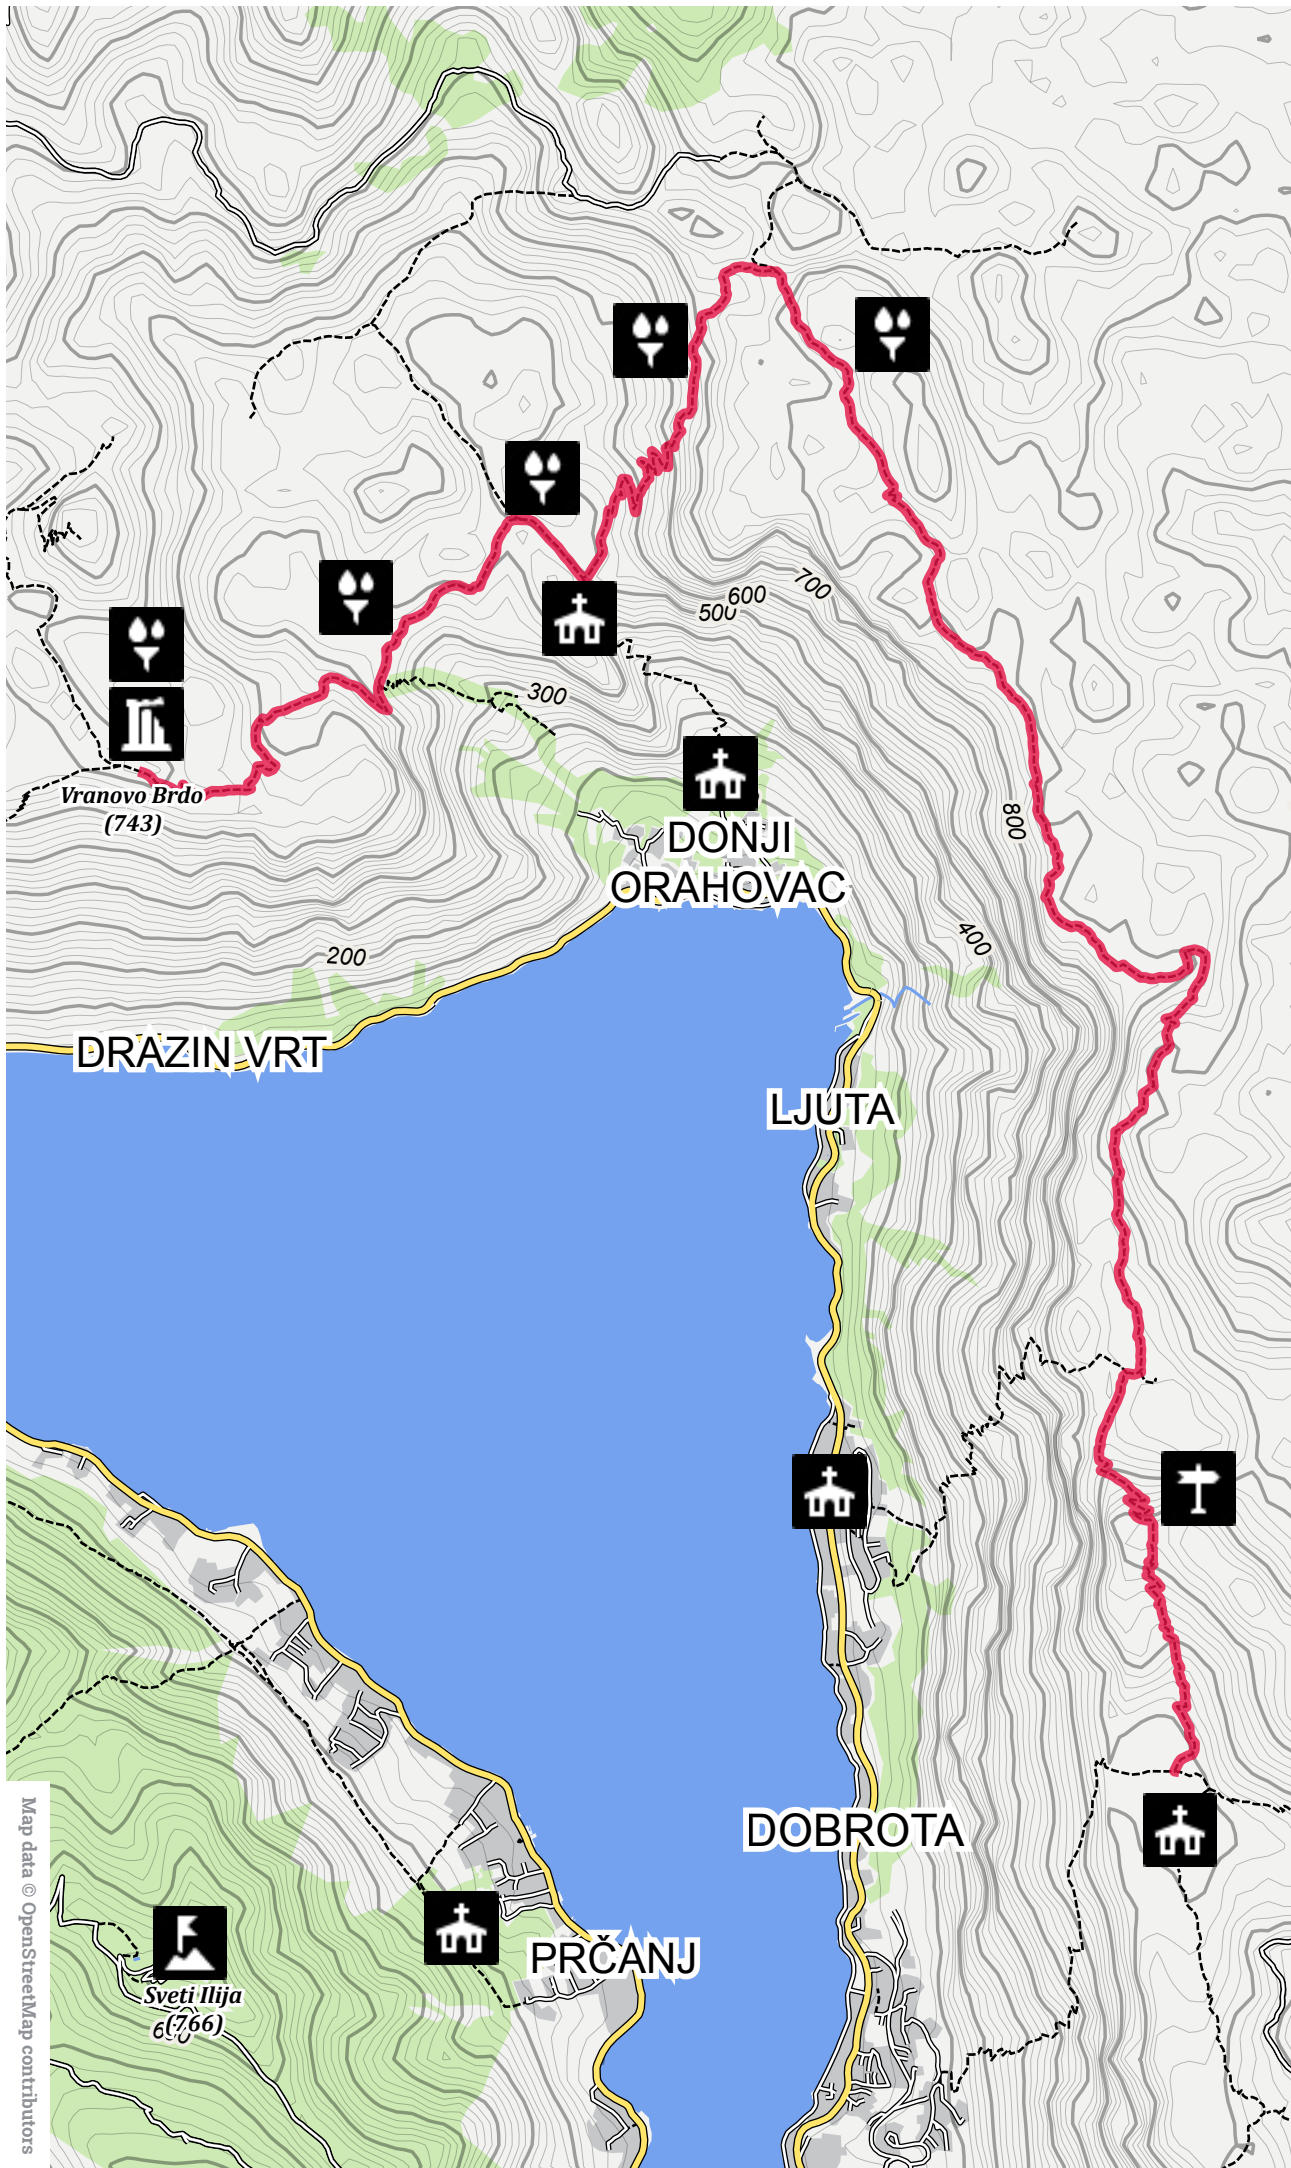 700
600
500
300
Vranovo Brdo
(743)
800
DONJI
ORAHOVAC
400
200
DRAZIN VRT
LJUTA
DOBROTA
PRČANJ
Sveti Ilija
(766)
Map data © OpenStreetMap contributors